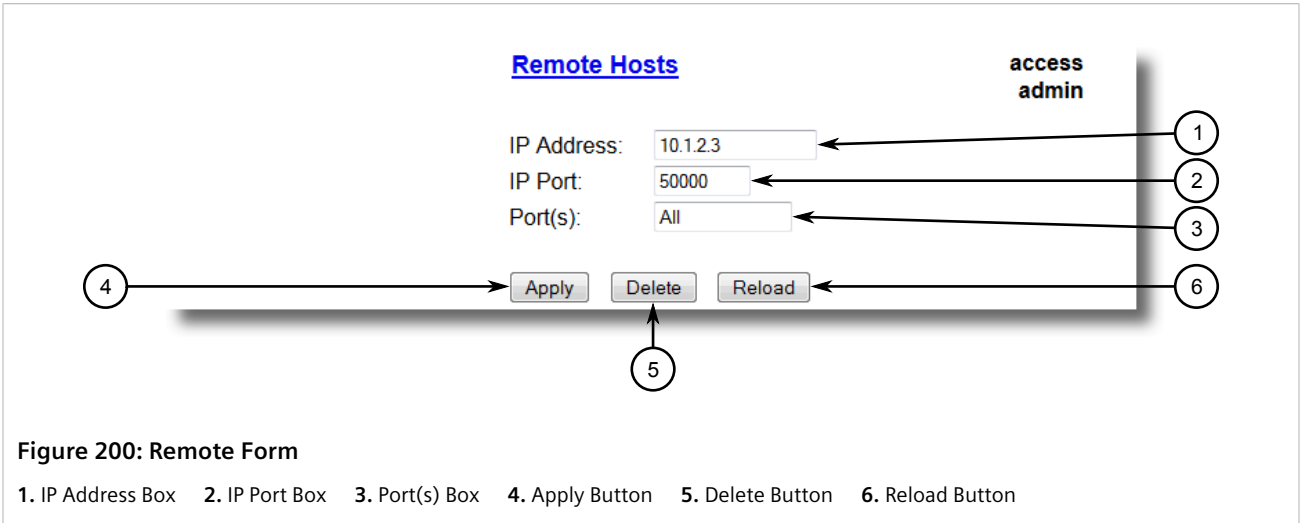 Remote Hosts
access
admin
IP Address: 10.1.2.3
1
IP Port: 50000
2
Port(s): All
3
4
Apply Delete Reload
6
5
Figure 200: Remote Form
1. IP Address Box 2. IP Port Box 3. Port(s) Box 4. Apply Button 5. Delete Button 6. Reload Button